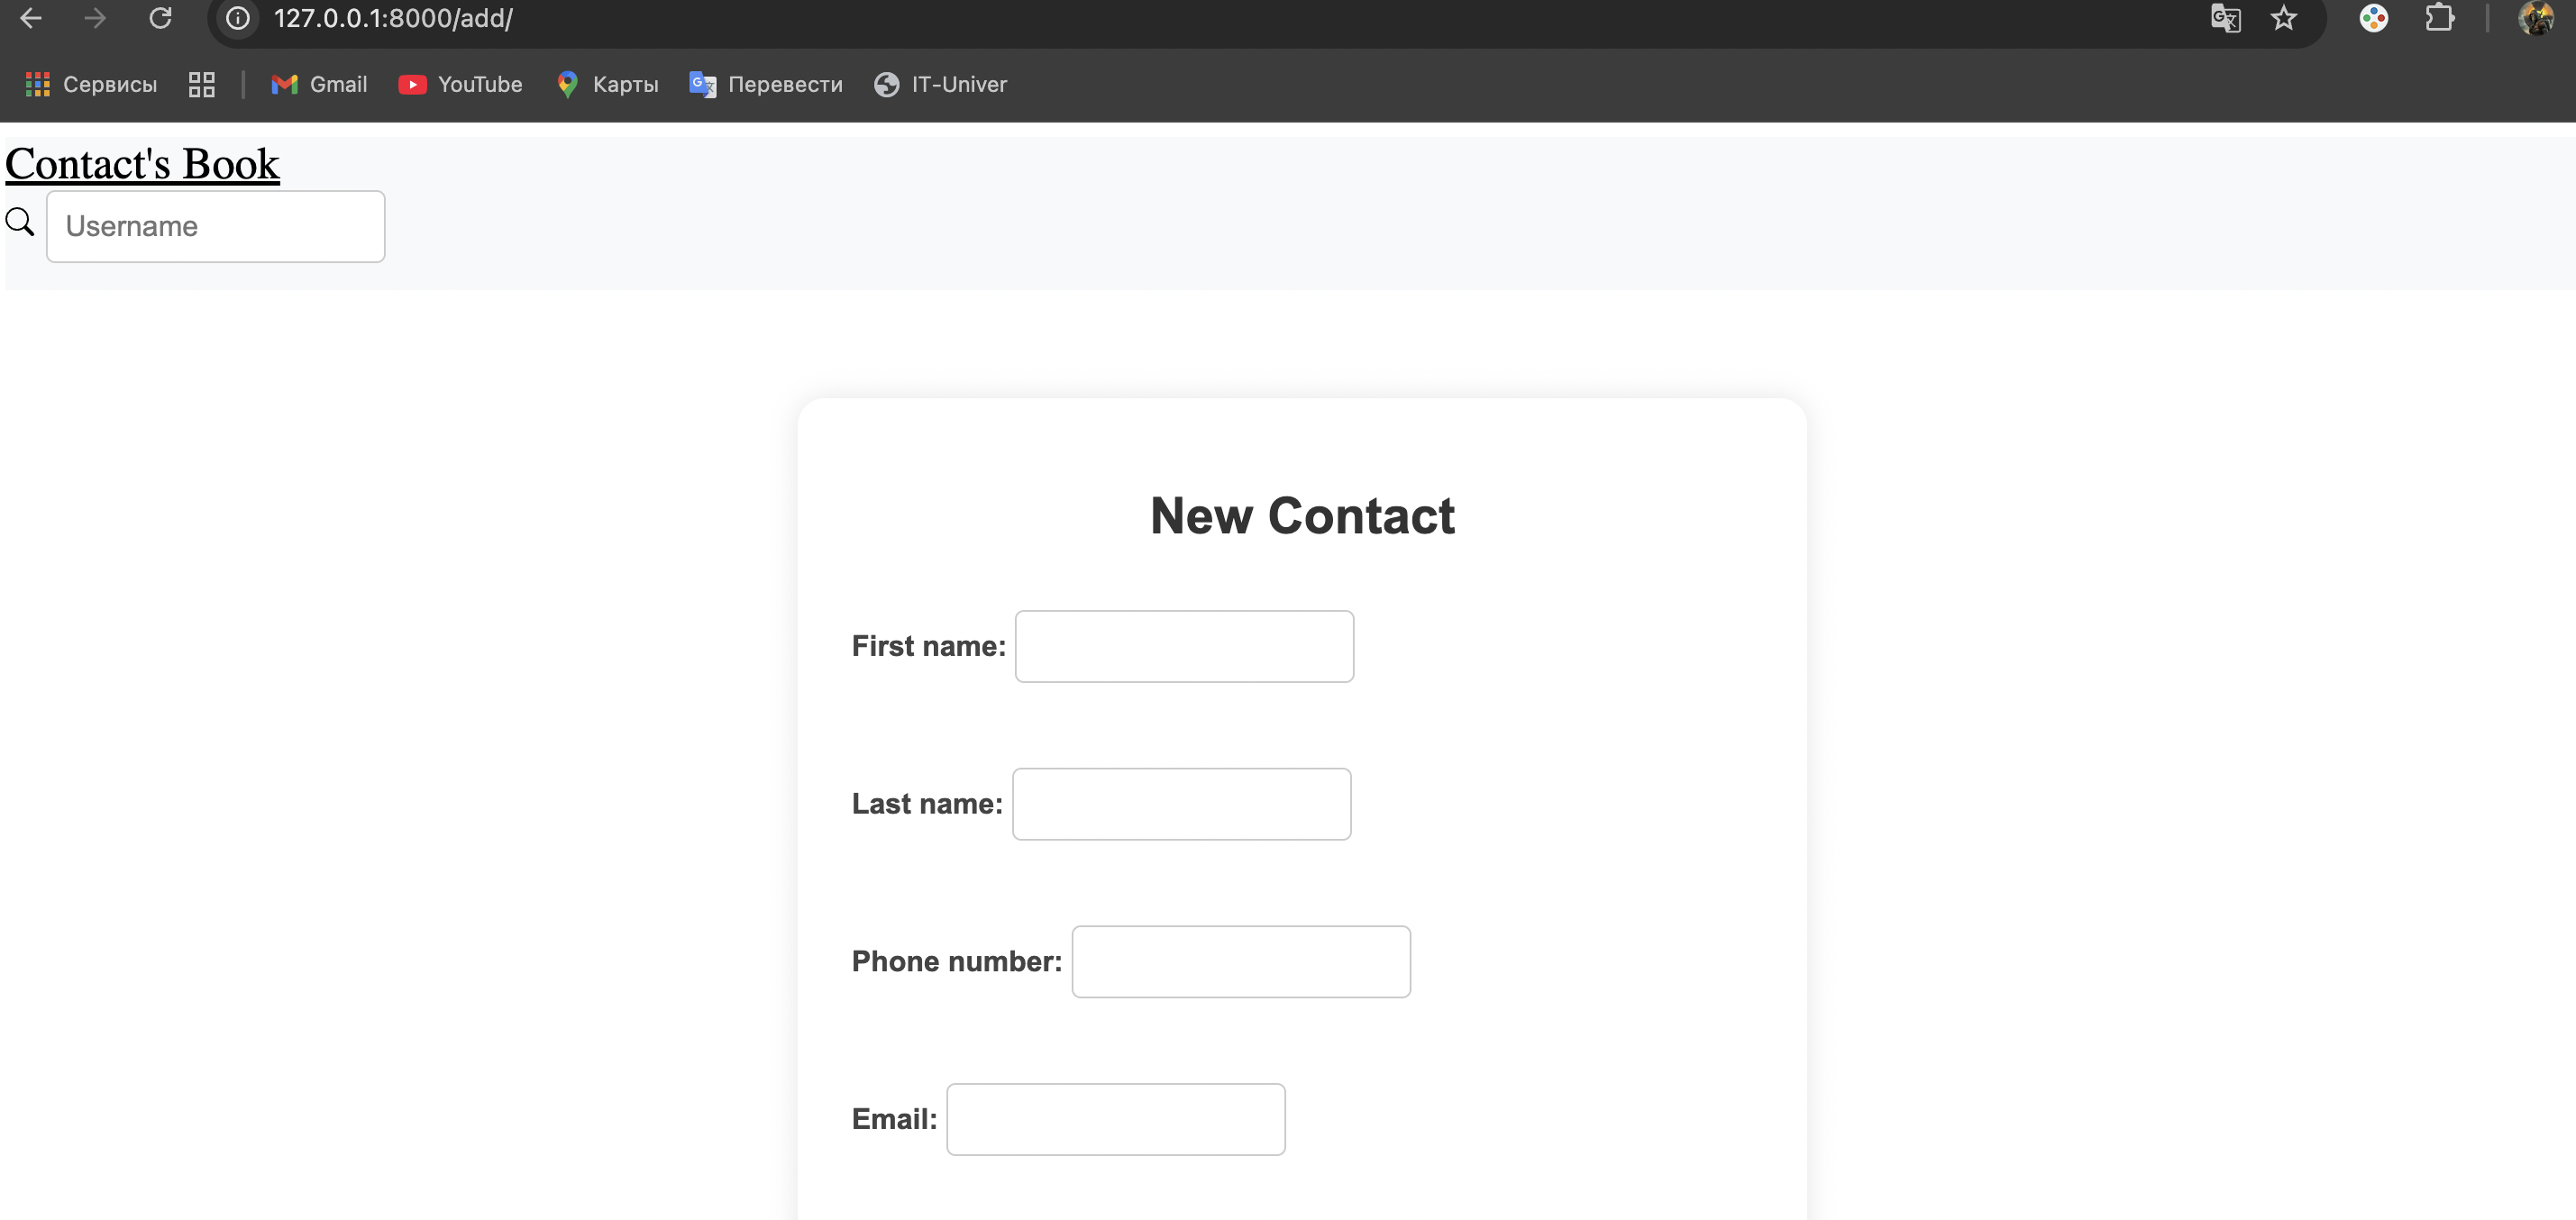 127.0.0.1:8000/add/
Сервисы Gmail YouTube Карты Перевести IT-Univer
Contact's Book
Username
New Contact
First name:
Last name:
Phone number:
Email: